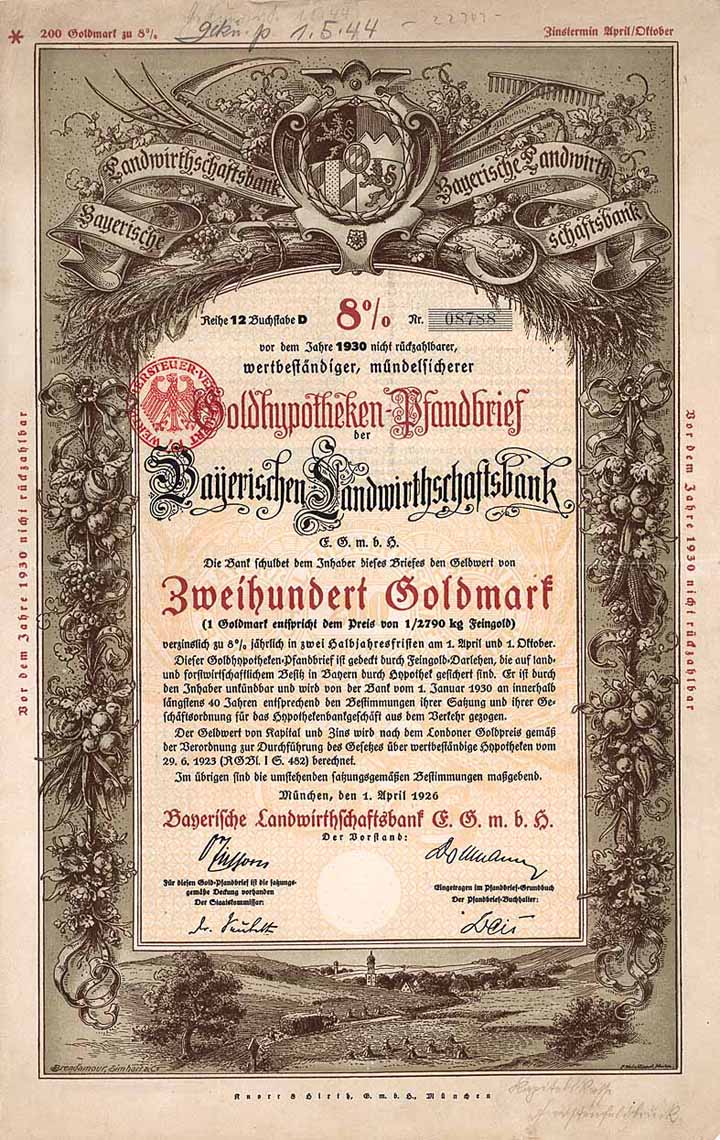 200 Goldmark zu 8%
gekü. p. 1.5.44
Zinstermin April/Oktober
Bayerische Landwirthschaftsbank
Bayerische Landwirthschaftsbank
Reihe 12 Buchstabe D 8% Nr. 08788
vor dem Jahre 1930 nicht rückzahlbarer,
wertbeständiger, mündelsicherer
Goldhypotheken-Pfandbrief
der
Bayerischen Landwirthschaftsbank
E. G. m. b. H.
Die Bank schuldet dem Inhaber dieses Briefes den Geldwert von
Zweihundert Goldmark
(1 Goldmark entspricht dem Preis von 1/2790 kg Feingold)
verzinslich zu 8% jährlich in zwei Halbjahresfristen am 1. April und 1. Oktober.
Dieser Goldhypotheken-Pfandbrief ist gedeckt durch Feingold-Darlehen, die auf land-
und forstwirtschaftlichem Besitz in Bayern durch Hypothek gesichert sind. Er ist durch
den Inhaber unkündbar und wird von der Bank vom 1. Januar 1930 an innerhalb
längstens 40 Jahren entsprechend den Bestimmungen ihrer Satzung und ihrer Ge-
schäftsordnung für das Hypothekenbankgeschäft aus dem Verkehr gezogen.
Der Geldwert von Kapital und Zins wird nach dem Londoner Goldpreis gemäß
der Verordnung zur Durchführung des Gesetzes über wertbeständige Hypotheken vom
29. 6. 1923 (RGBl. I S. 482) berechnet.
Im übrigen sind die umstehenden satzungsgemäßen Bestimmungen maßgebend.
München, den 1. April 1926
Bayerische Landwirthschaftsbank E. G. m. b. H.
Der Vorstand:
Für diesen Gold-Pfandbrief ist die satzungs-
gemäße Deckung vorhanden
Der Staatskommissar:
Eingetragen im Pfandbrief-Grundbuch
Der Pfandbrief-Buchhalter:
Vor dem Jahre 1930 nicht rückzahlbar
Vor dem Jahre 1930 nicht rückzahlbar
Knorr & Hirth, G. m. b. H., München